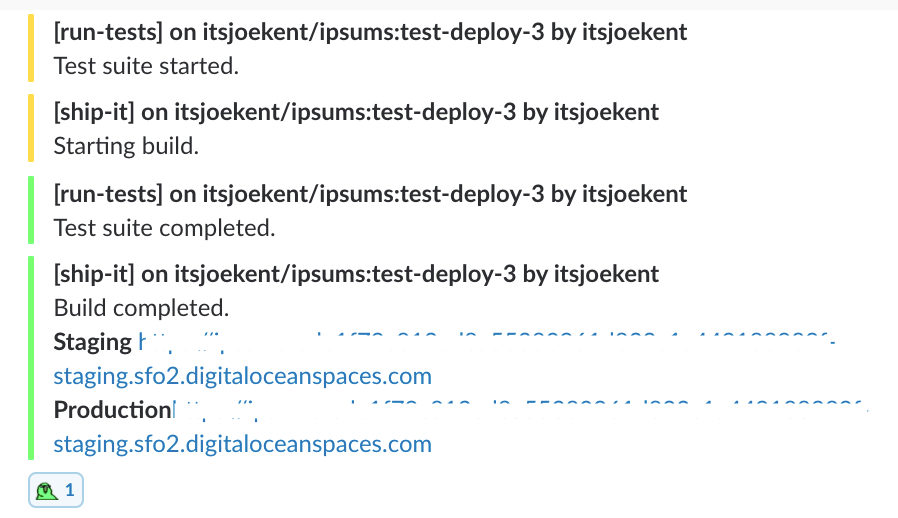 [run-tests] on itsjoekent/ipsums:test-deploy-3 by itsjoekent
Test suite started.
[ship-it] on itsjoekent/ipsums:test-deploy-3 by itsjoekent
Starting build.
[run-tests] on itsjoekent/ipsums:test-deploy-3 by itsjoekent
Test suite completed.
[ship-it] on itsjoekent/ipsums:test-deploy-3 by itsjoekent
Build completed.
Staging
staging.sfo2.digitaloceanspaces.com
Production
staging.sfo2.digitaloceanspaces.com
1